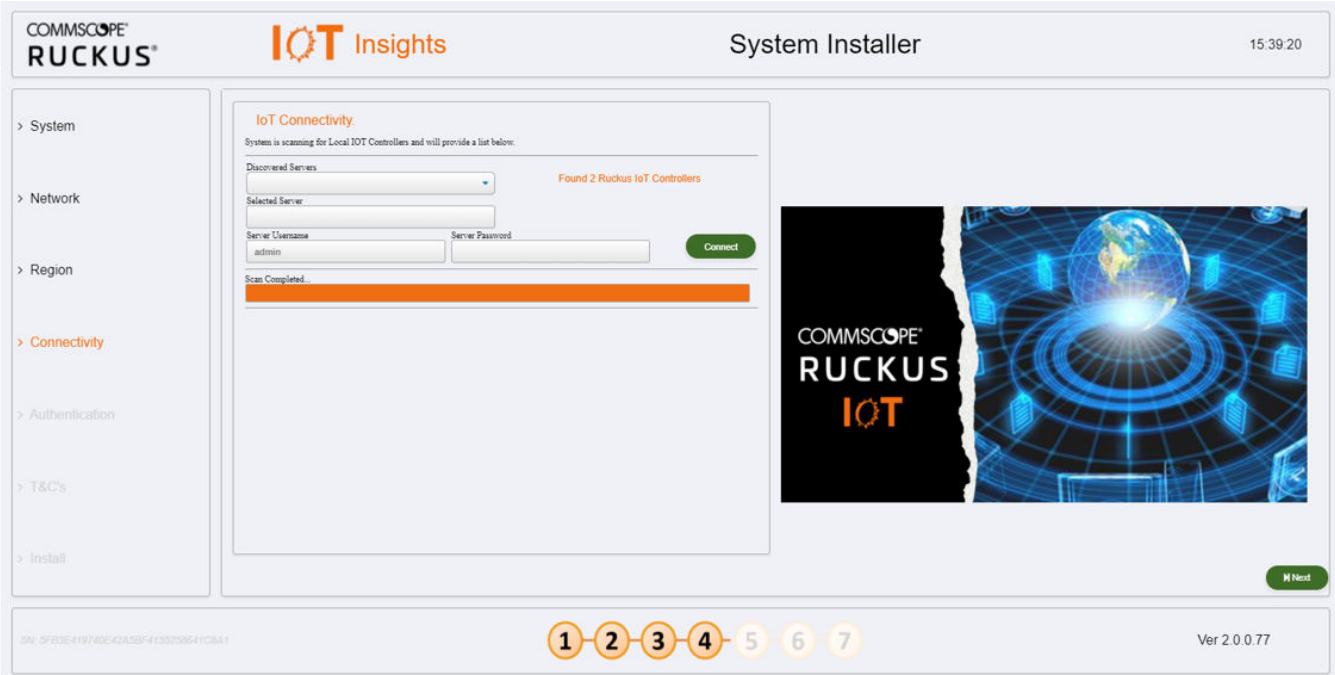 COMMSCOPE®
RUCKUS®
IOT Insights
System Installer
15:39:20
> System
> Network
> Region
> Connectivity
> Authentication
> T&C's
> Install
IoT Connectivity.
System is scanning for Local IOT Controllers and will provide a list below.
Discovered Servers
Found 2 Ruckus IoT Controllers
Selected Server
Server Username
Server Password
admin
Connect
Scan Completed...
COMMSCOPE®
RUCKUS
IOT
Next
SN:
1 2 3 4 5 6 7
Ver 2.0.0.77